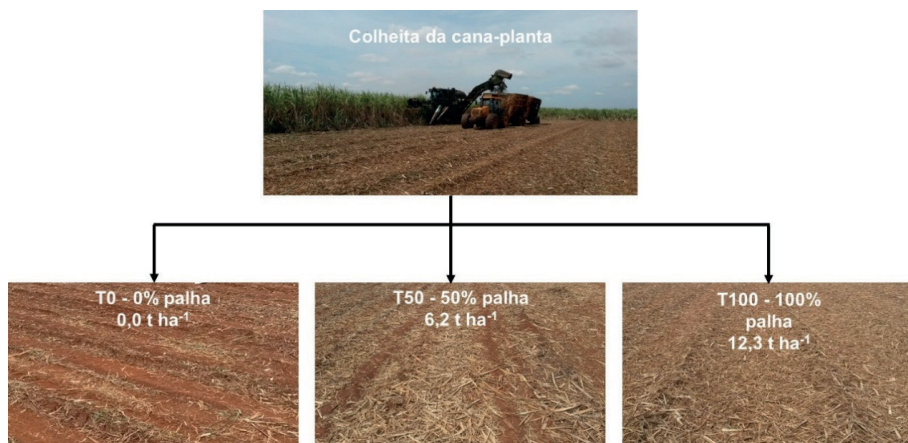 Colheita da cana-planta
T0 - 0% palha
0,0 t ha⁻¹
T50 - 50% palha
6,2 t ha⁻¹
T100 - 100%
palha
12,3 t ha⁻¹